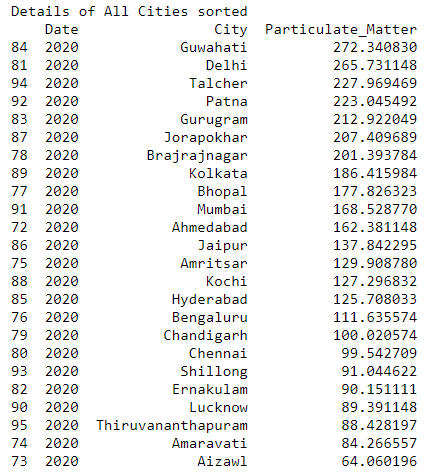 Details of All Cities sorted
Date City Particulate_Matter
84 2020 Guwahati 272.340830
81 2020 Delhi 265.731148
94 2020 Talcher 227.969469
92 2020 Patna 223.045492
83 2020 Gurugram 212.922049
87 2020 Jorapokhar 207.409689
78 2020 Brajrajnagar 201.393784
89 2020 Kolkata 186.415984
77 2020 Bhopal 177.826323
91 2020 Mumbai 168.528770
72 2020 Ahmedabad 162.381148
86 2020 Jaipur 137.842295
75 2020 Amritsar 129.908780
88 2020 Kochi 127.296832
85 2020 Hyderabad 125.708033
76 2020 Bengaluru 111.635574
79 2020 Chandigarh 100.020574
80 2020 Chennai 99.542709
93 2020 Shillong 91.044622
82 2020 Ernakulam 90.151111
90 2020 Lucknow 89.391148
95 2020 Thiruvananthapuram 88.428197
74 2020 Amaravati 84.266557
73 2020 Aizawl 64.060196